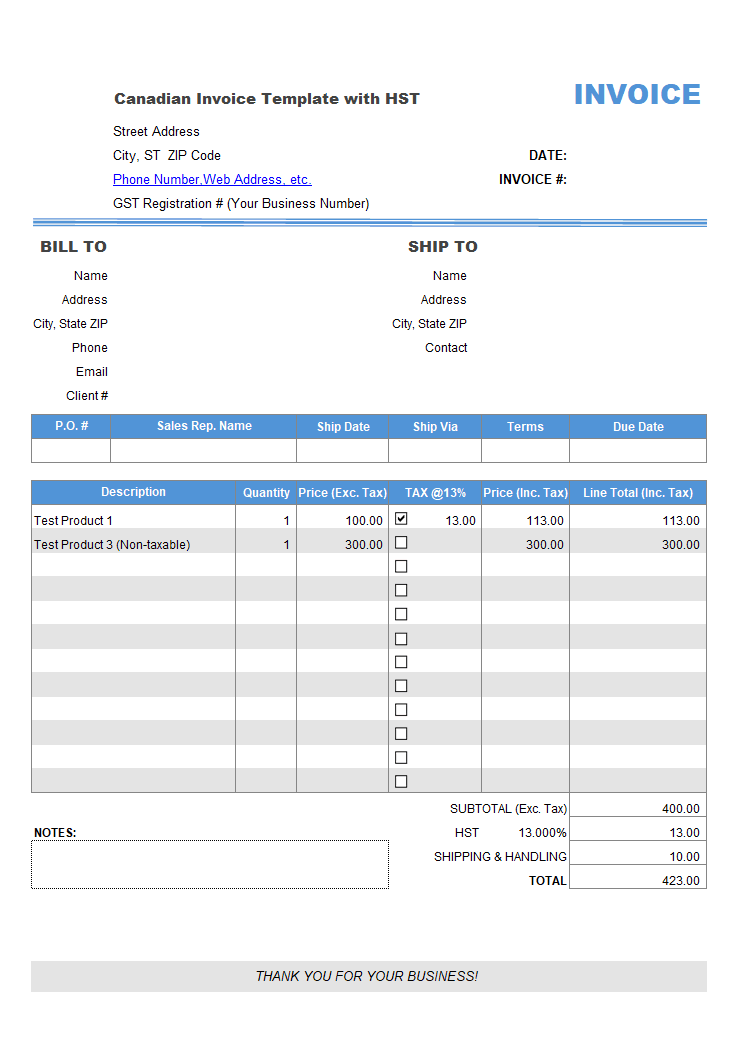 INVOICE
Canadian Invoice Template with HST
Street Address
City, ST  ZIP Code
DATE:
Phone Number,Web Address, etc.
INVOICE #:
GST Registration # (Your Business Number)
BILL TO
SHIP TO
Name
Name
Address
Address
City, State ZIP
City, State ZIP
Phone
Contact
Email
Client #
P.O. # Sales Rep. Name Ship Date Ship Via Terms Due Date
Description Quantity Price (Exc. Tax) TAX @13% Price (Inc. Tax) Line Total (Inc. Tax)
Test Product 1 1 100.00 13.00 113.00 113.00
Test Product 3 (Non-taxable) 1 300.00 300.00 300.00
SUBTOTAL (Exc. Tax) 400.00
NOTES:
HST 13.000% 13.00
SHIPPING & HANDLING 10.00
TOTAL 423.00
THANK YOU FOR YOUR BUSINESS!